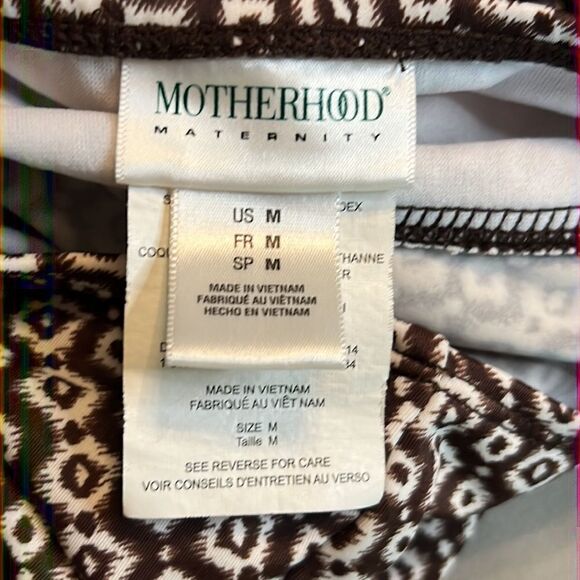 MOTHERHOOD®
MATERNITY
US M
FR M
SP M
MADE IN VIETNAM
FABRIQUÉ AU VIÊTNAM
HECHO EN VIETNAM
MADE IN VIETNAM
FABRIQUÉ AU VIÊT NAM
SIZE M
Taille M
SEE REVERSE FOR CARE
VOIR CONSEILS D'ENTRETIEN AU VERSO